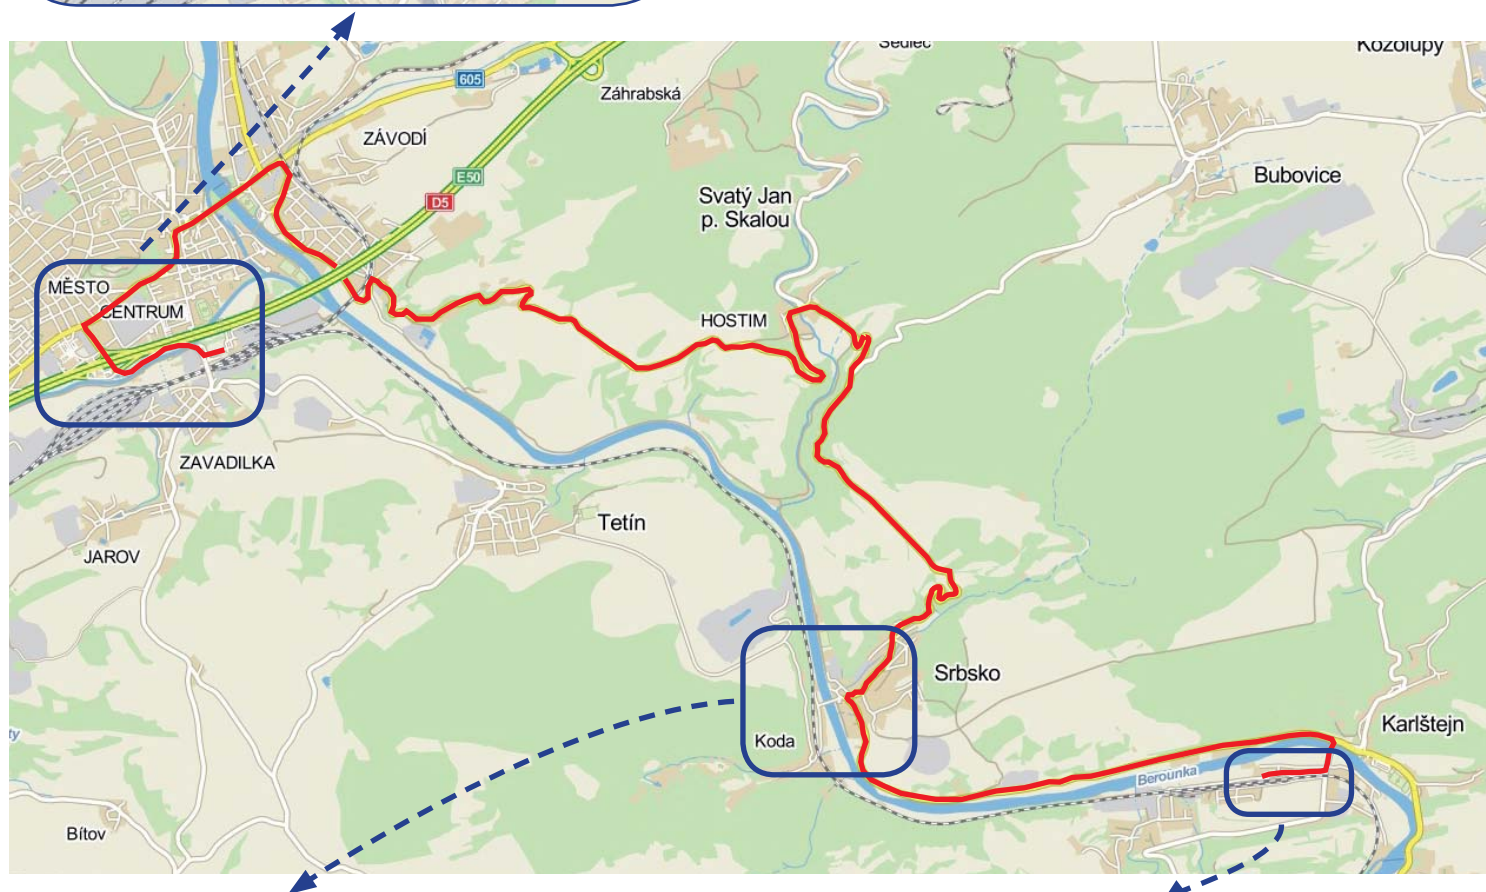 Sedlec
Kozolupy
605
Záhrabská
ZÁVODÍ
E50
D5
Bubovice
Svatý Jan
p. Skalou
MĚSTO
CENTRUM
HOSTIM
ZAVADILKA
Tetín
JAROV
Srbsko
Koda
Karlštejn
ty
Berounka
Bítov